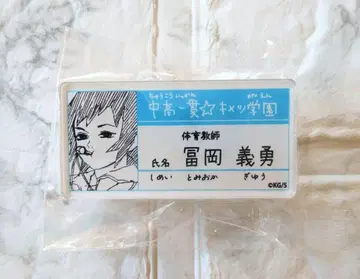 ちゅうこういっかん がくえん
中高一貫☆キメツ学園
体育教師
氏名 冨岡 義勇
しめい とみおか ぎゆう
©KG/S